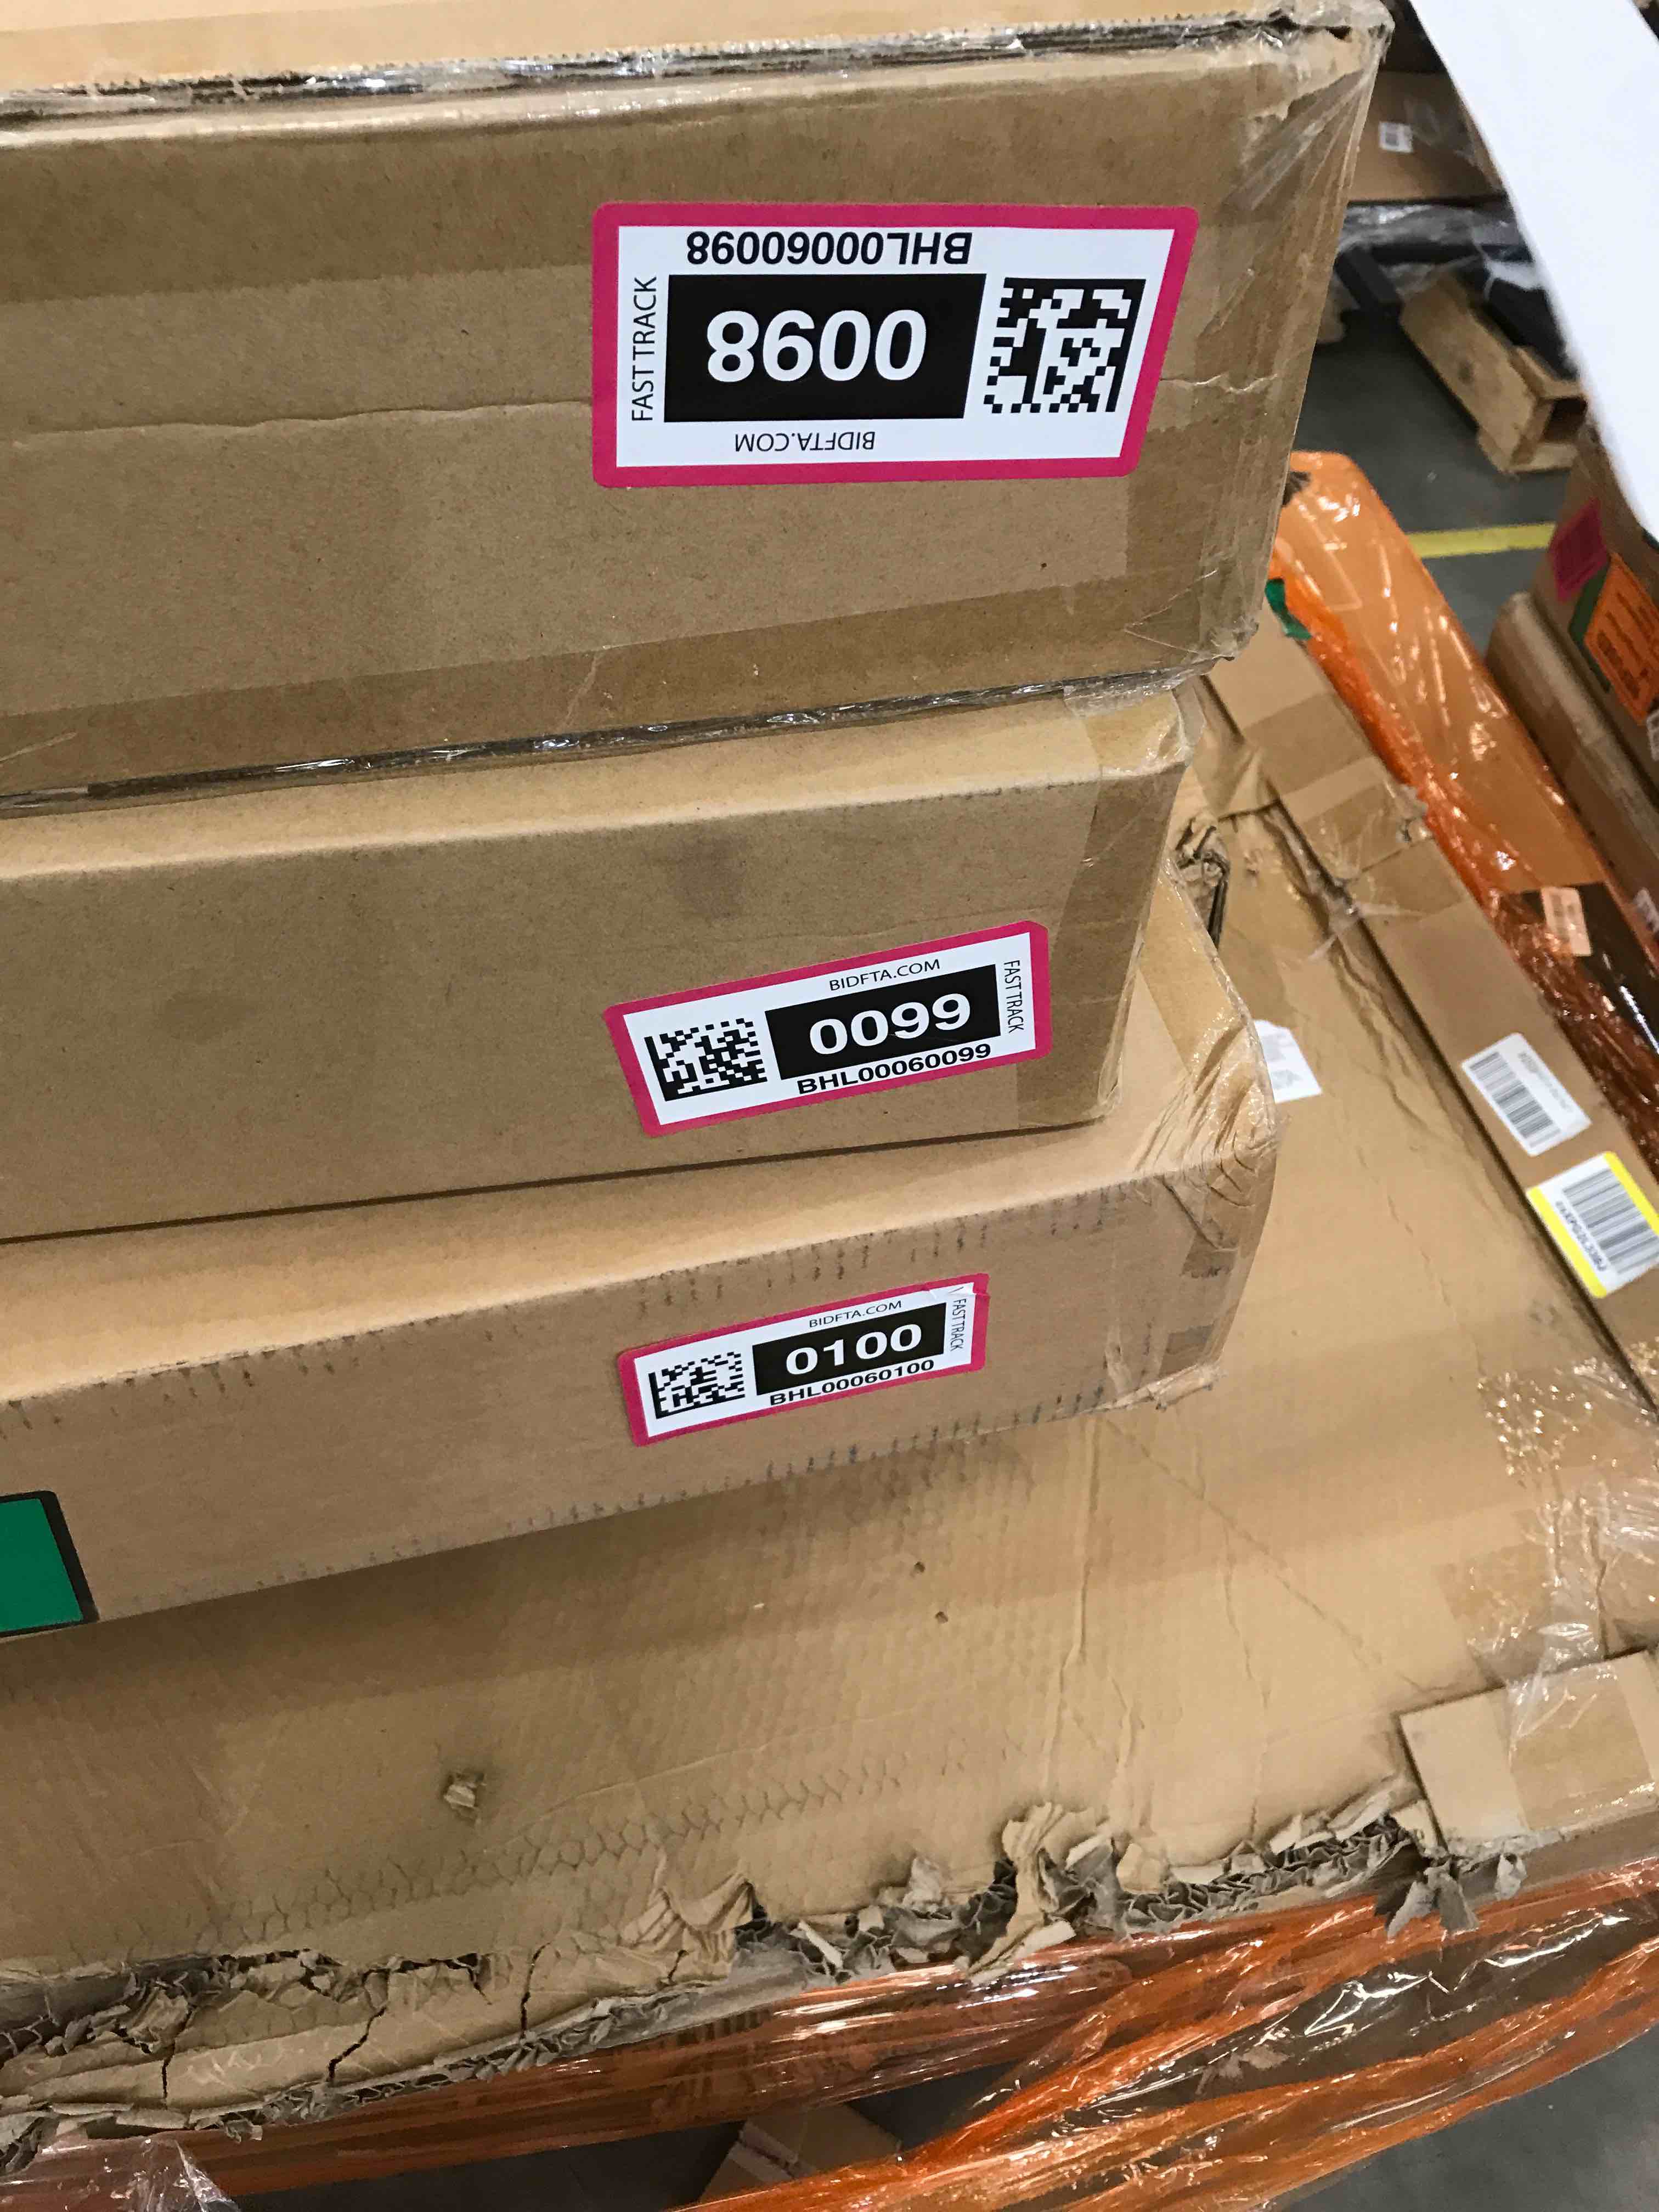 BHL00060098
0098
FAST TRACK
BIDFTA.COM
BIDFTA.COM
0099
FAST TRACK
BHL00060099
BIDFTA.COM
0100
FAST TRACK
BHL00060100